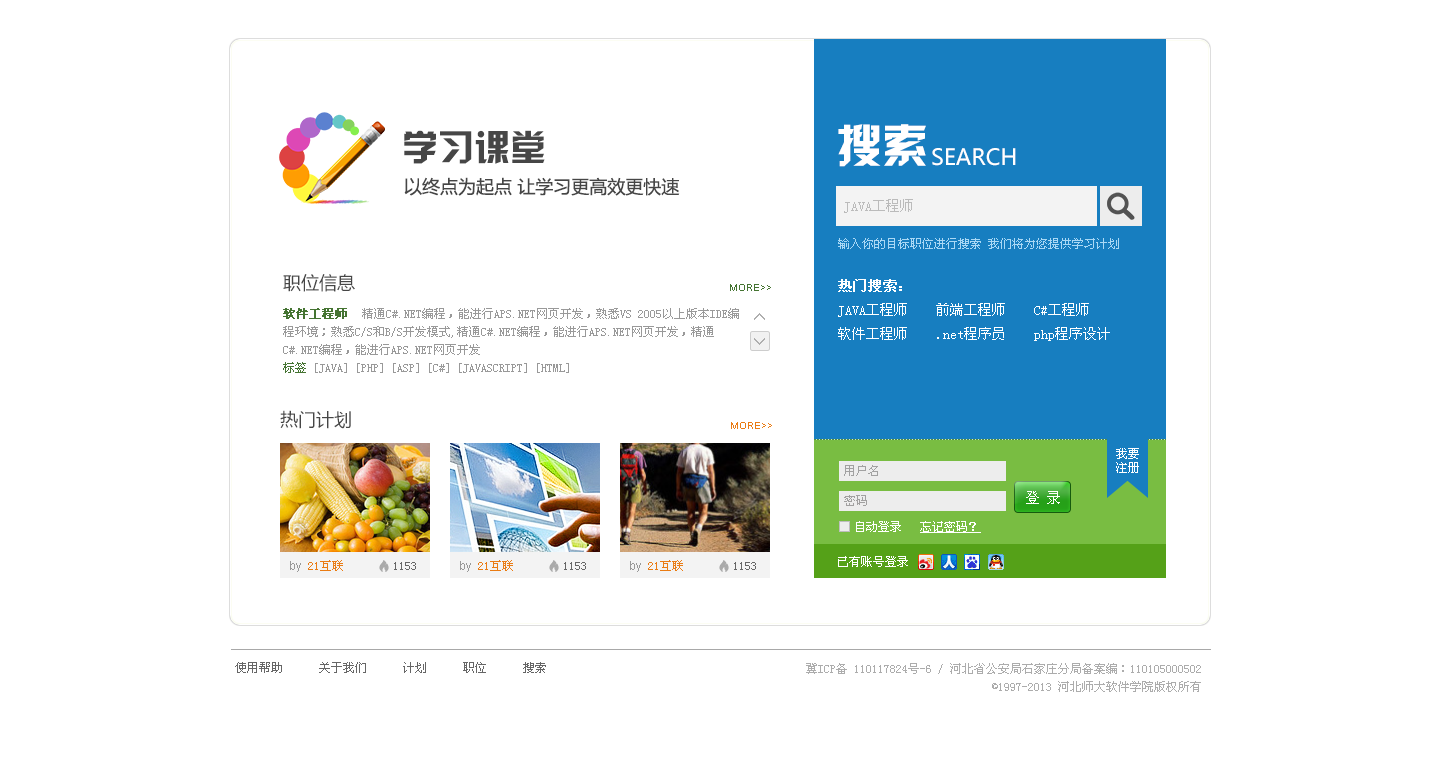 学习课堂
以终点为起点 让学习更高效更快速
职位信息
MORE>>
软件工程师 精通C#.NET编程，能进行APS.NET网页开发，熟悉VS 2005以上版本IDE编
程环境；熟悉C/S和B/S开发模式,精通C#.NET编程，能进行APS.NET网页开发，精通
C#.NET编程，能进行APS.NET网页开发
标签 [JAVA] [PHP] [ASP] [C#] [JAVASCRIPT] [HTML]
热门计划
MORE>>
by 21互联 1153
by 21互联 1153
by 21互联 1153
搜索 SEARCH
JAVA工程师
输入你的目标职位进行搜索 我们将为您提供学习计划
热门搜索：
JAVA工程师 前端工程师 C#工程师
软件工程师 .net程序员 php程序设计
我要
注册
用户名
密码
登 录
自动登录 忘记密码？
已有账号登录
使用帮助 关于我们 计划 职位 搜索
冀ICP备 110117824号-6 / 河北省公安局石家庄分局备案编：110105000502
©1997-2013 河北师大软件学院版权所有